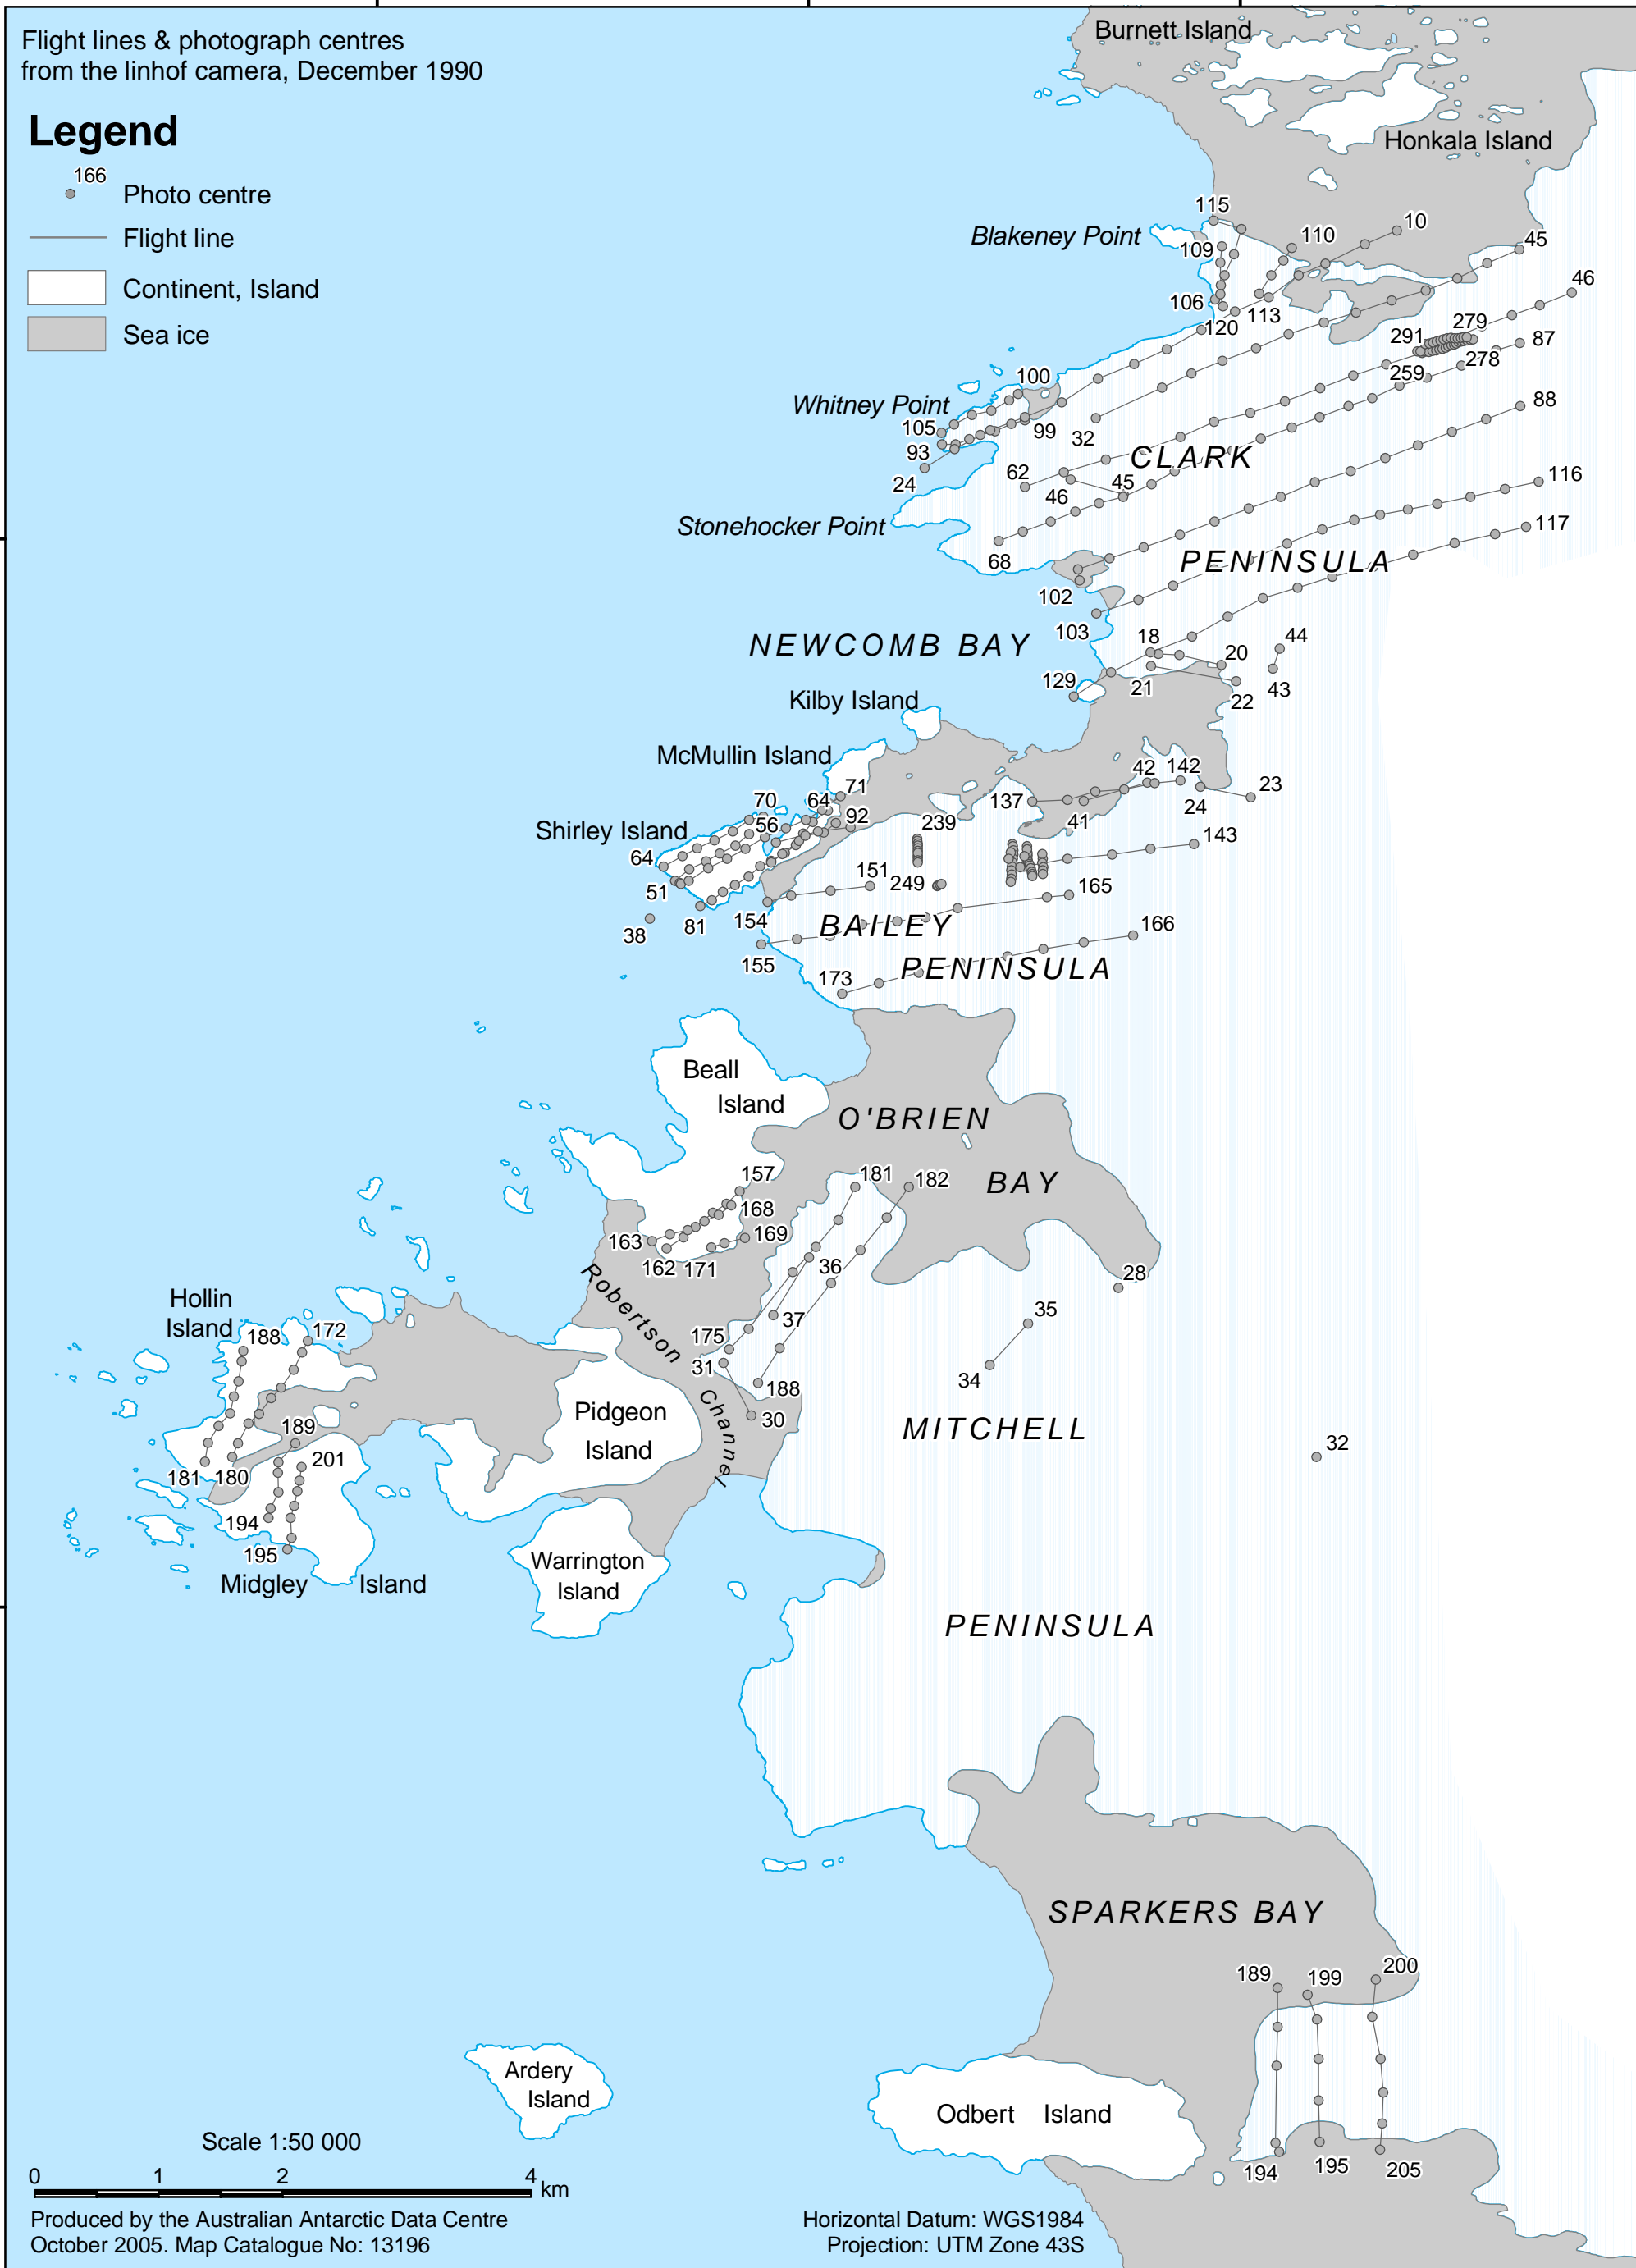 Flight lines & photograph centres
from the linhof camera, December 1990
Legend
166
Photo centre
Flight line
Continent, Island
Sea ice
Burnett Island
Honkala Island
115
Blakeney Point
109
110
10
45
46
106
113
120
291
279
87
259
278
100
Whitney Point
105
99
32
88
93
24
62
CLARK
45
46
116
Stonehocker Point
117
68
PENINSULA
102
103
NEWCOMB BAY
18
44
20
129
21
43
22
Kilby Island
McMullin Island
42
142
71
23
70
64
137
24
56
92
239
41
Shirley Island
143
64
151
249
165
51
154
81
BAILEY
166
38
155
PENINSULA
173
Beall
Island
O'BRIEN
157
181
182
BAY
168
163
169
162
171
36
28
Robertson
Hollin
Island
35
188
172
37
175
31
34
188
Channel
Pidgeon
Island
30
189
MITCHELL
32
201
181
180
194
195
Warrington
Island
Midgley Island
PENINSULA
SPARKERS BAY
189
199
200
Ardery
Island
Odbert Island
Scale 1:50 000
194
195
205
0 1 2 4
km
Produced by the Australian Antarctic Data Centre
October 2005. Map Catalogue No: 13196
Horizontal Datum: WGS1984
Projection: UTM Zone 43S